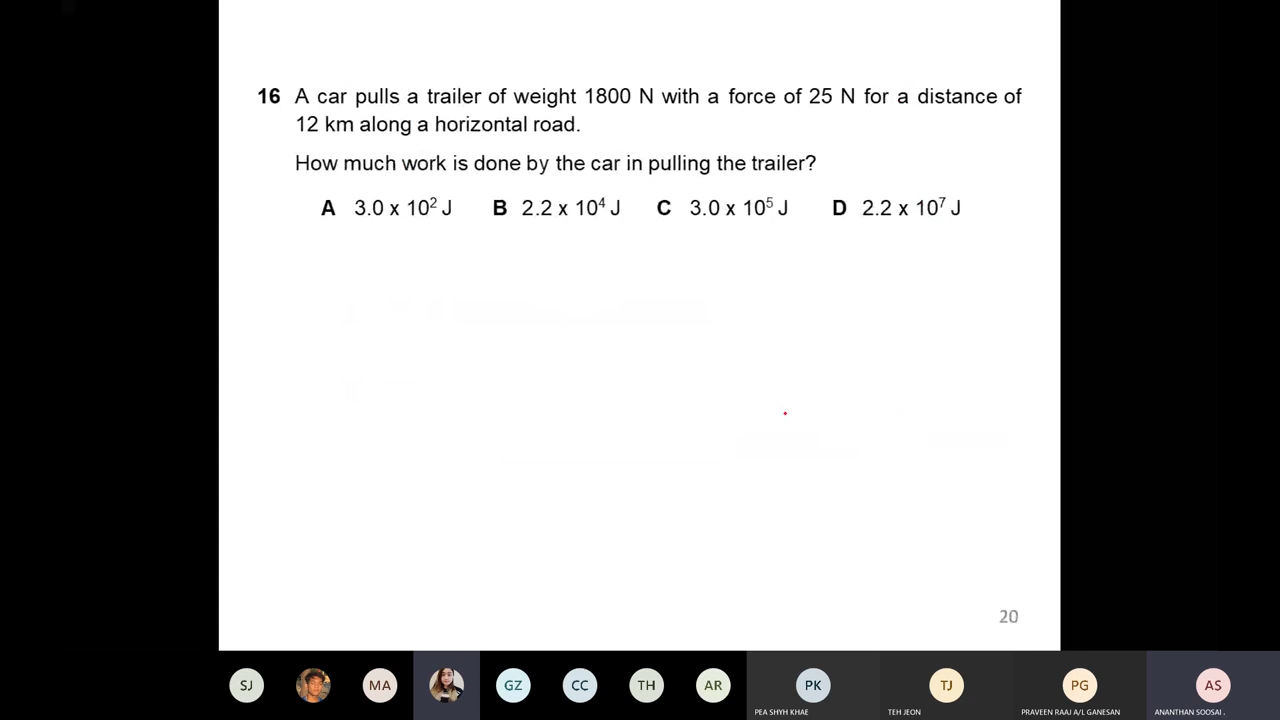 16 A car pulls a trailer of weight 1800 N with a force of 25 N for a distance of
12 km along a horizontal road.
How much work is done by the car in pulling the trailer?
A 3.0 x 10² J B 2.2 x 10⁴ J C 3.0 x 10⁵ J D 2.2 x 10⁷ J
20
SJ MA GZ CC TH AR PK TJ PG AS
PEA SHYH KHAE TEH JEON PRAVEEN RAAJ A/L GANESAN ANANTHAN SOOSAI .